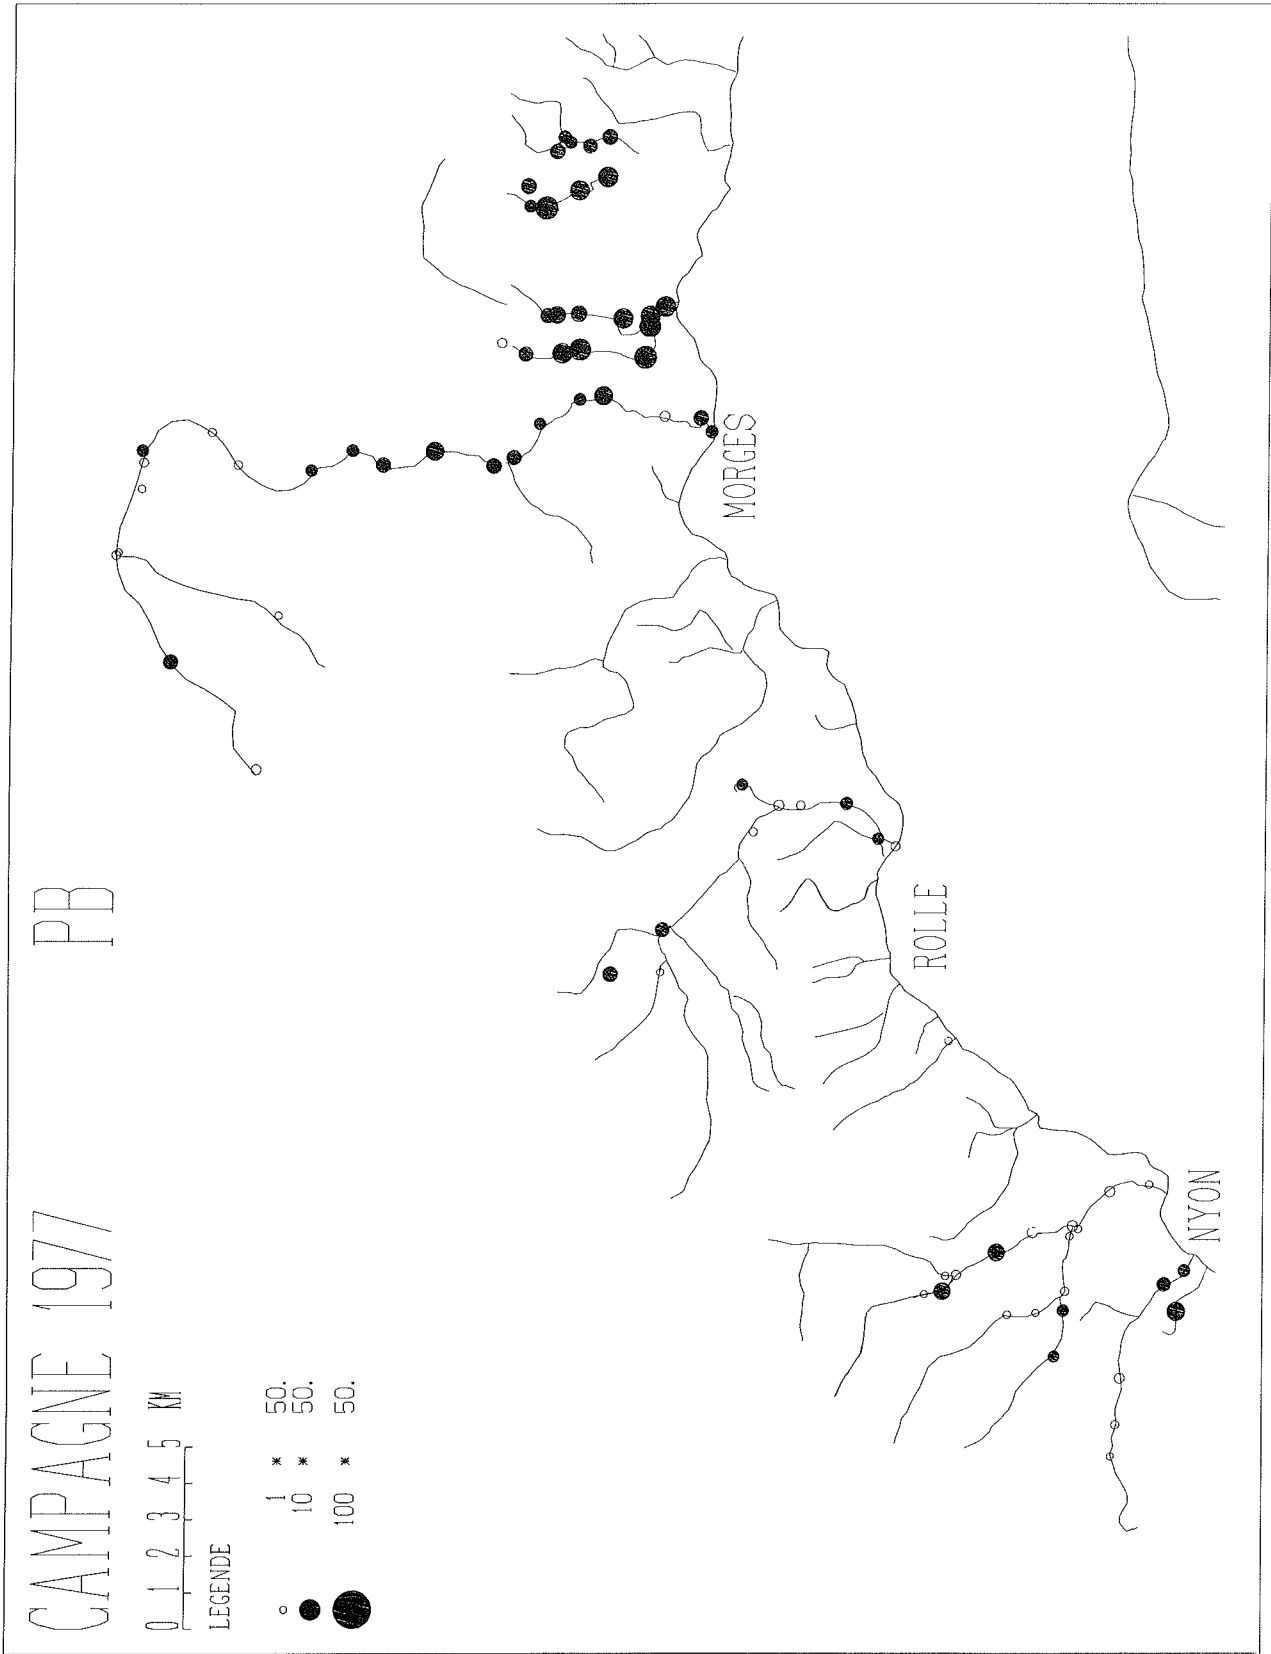 CAMPAGNE 1977 PB
0 1 2 3 4 5 KM
LEGENDE
1 * 50.
10 * 50.
100 * 50.
MORGES
ROLLE
NYON